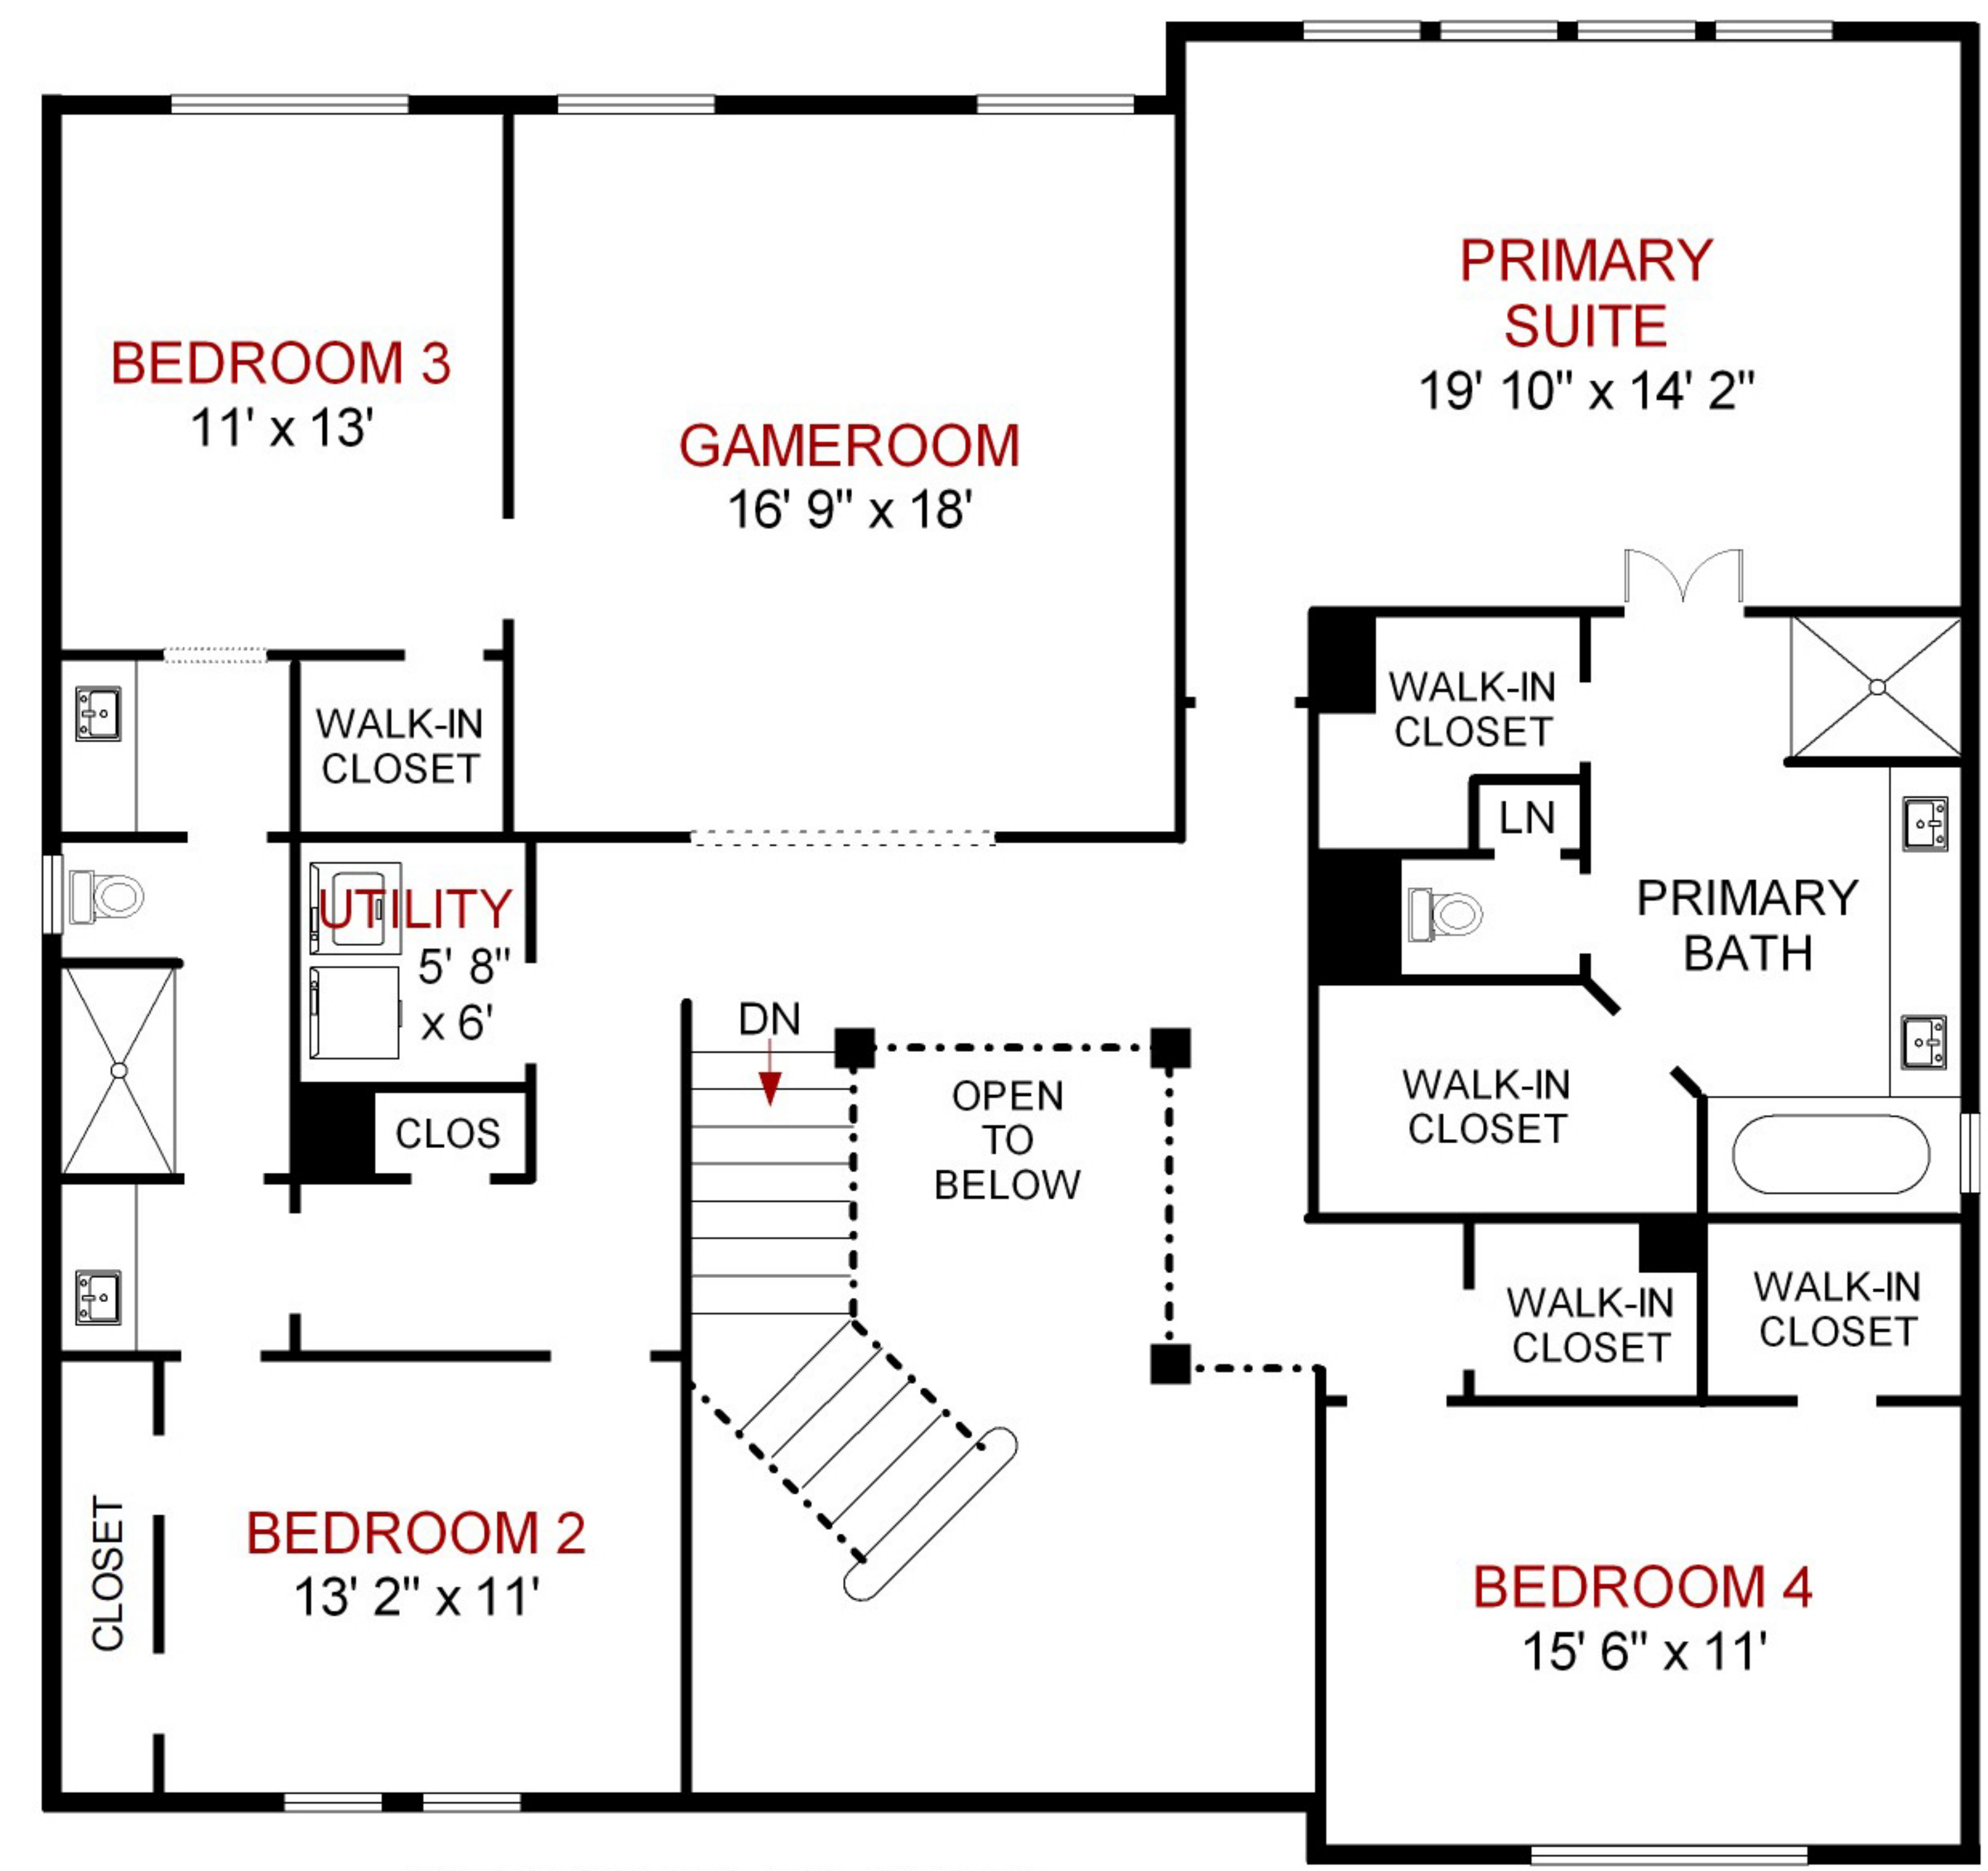 PRIMARY
SUITE
19' 10" x 14' 2"
BEDROOM 3
11' x 13'
GAMEROOM
16' 9" x 18'
WALK-IN
CLOSET
WALK-IN
CLOSET
LN
UTILITY
5' 8"
x 6'
PRIMARY
BATH
DN
OPEN
TO
BELOW
CLOS
WALK-IN
CLOSET
WALK-IN
CLOSET
WALK-IN
CLOSET
CLOSET
BEDROOM 2
13' 2" x 11'
BEDROOM 4
15' 6" x 11'